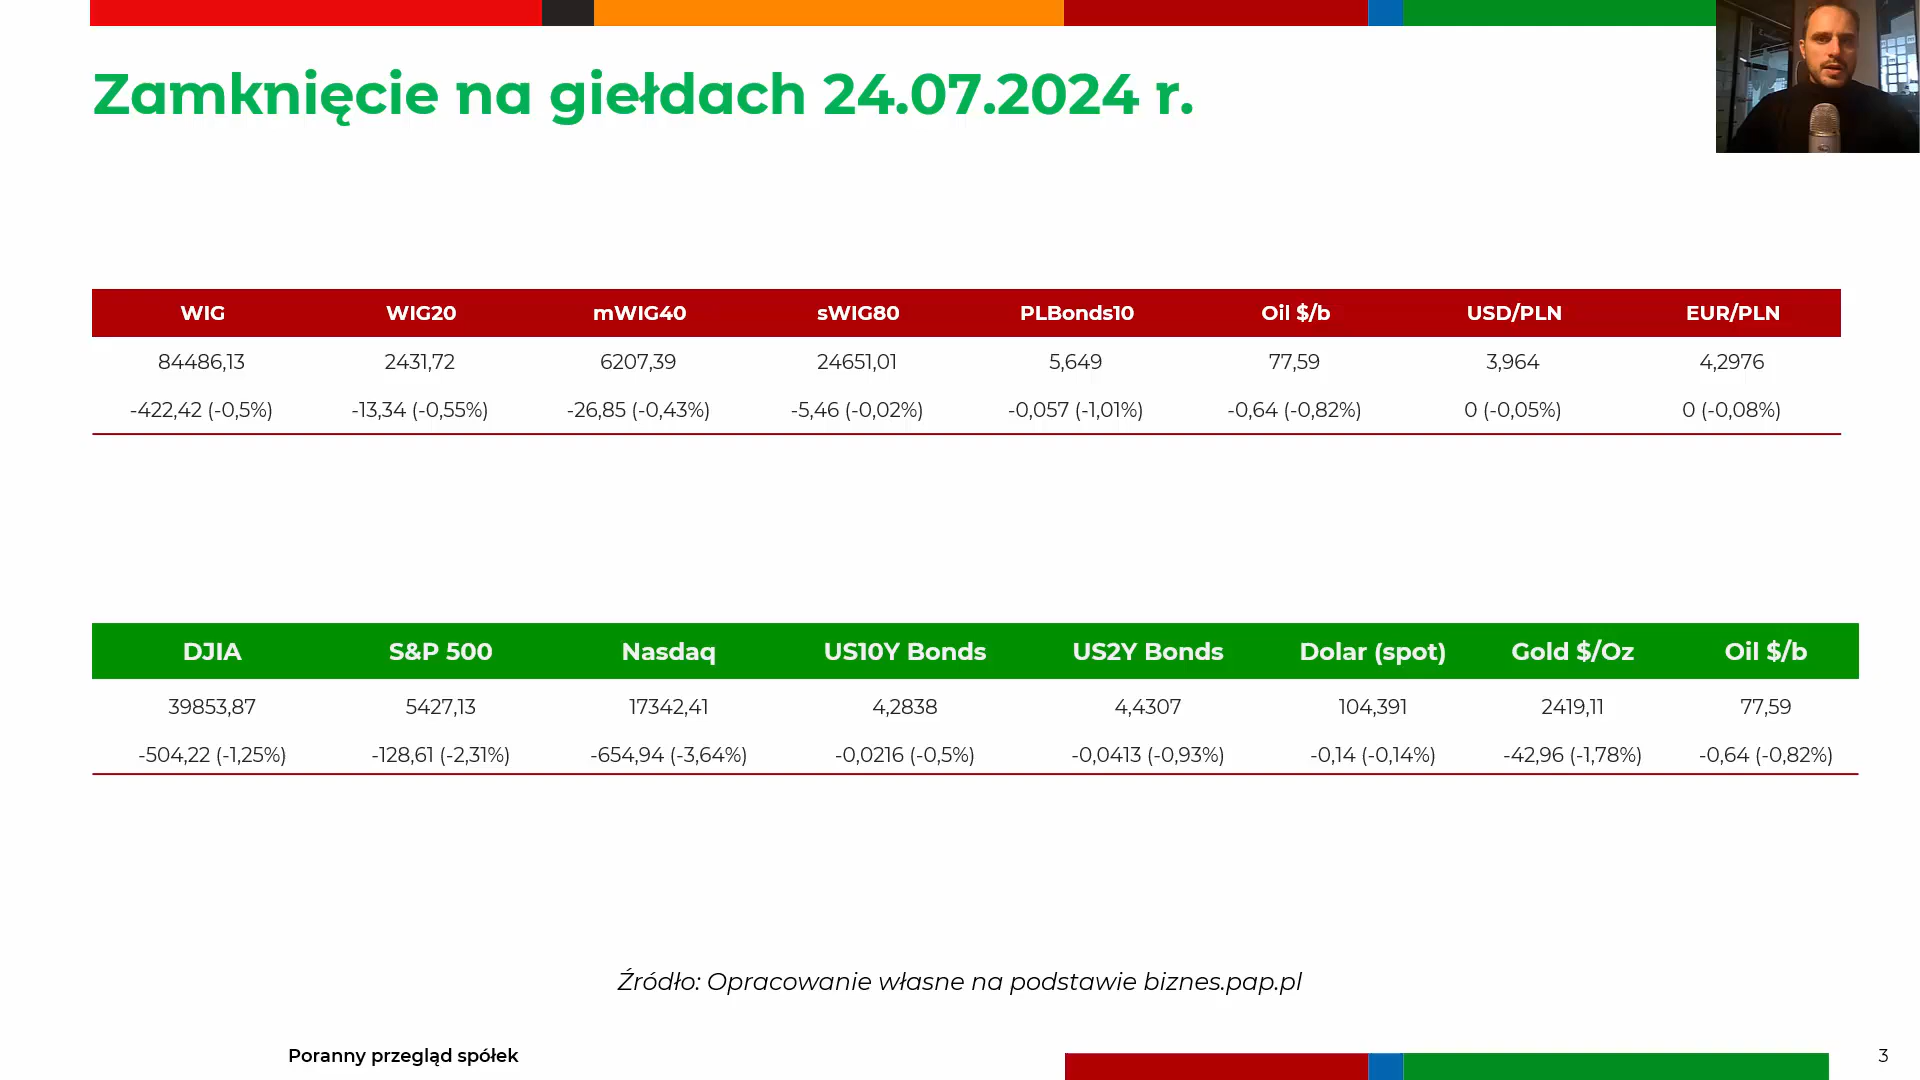 Zamknięcie na giełdach 24.07.2024 r.
WIG WIG20 mWIG40 sWIG80 PLBonds10 Oil $/b USD/PLN EUR/PLN
84486,13 2431,72 6207,39 24651,01 5,649 77,59 3,964 4,2976
-422,42 (-0,5%) -13,34 (-0,55%) -26,85 (-0,43%) -5,46 (-0,02%) -0,057 (-1,01%) -0,64 (-0,82%) 0 (-0,05%) 0 (-0,08%)
DJIA S&P 500 Nasdaq US10Y Bonds US2Y Bonds Dolar (spot) Gold $/Oz Oil $/b
39853,87 5427,13 17342,41 4,2838 4,4307 104,391 2419,11 77,59
-504,22 (-1,25%) -128,61 (-2,31%) -654,94 (-3,64%) -0,0216 (-0,5%) -0,0413 (-0,93%) -0,14 (-0,14%) -42,96 (-1,78%) -0,64 (-0,82%)
Źródło: Opracowanie własne na podstawie biznes.pap.pl
Poranny przegląd spółek
3